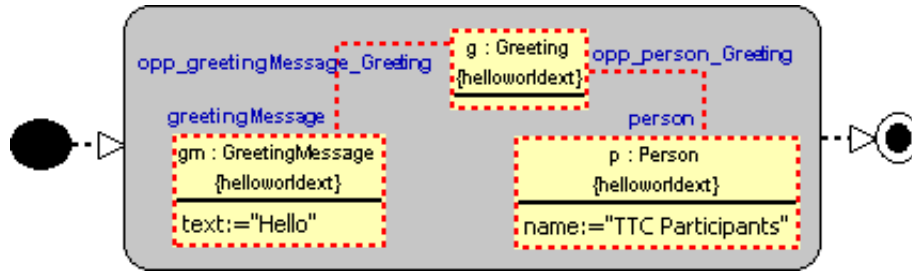 g : Greeting
opp_greetingMessage_Greeting
opp_person_Greeting
{helloworldext}
greetingMessage
person
gm : GreetingMessage
{helloworldext}
text:="Hello"
p : Person
{helloworldext}
name:="TTC Participants"